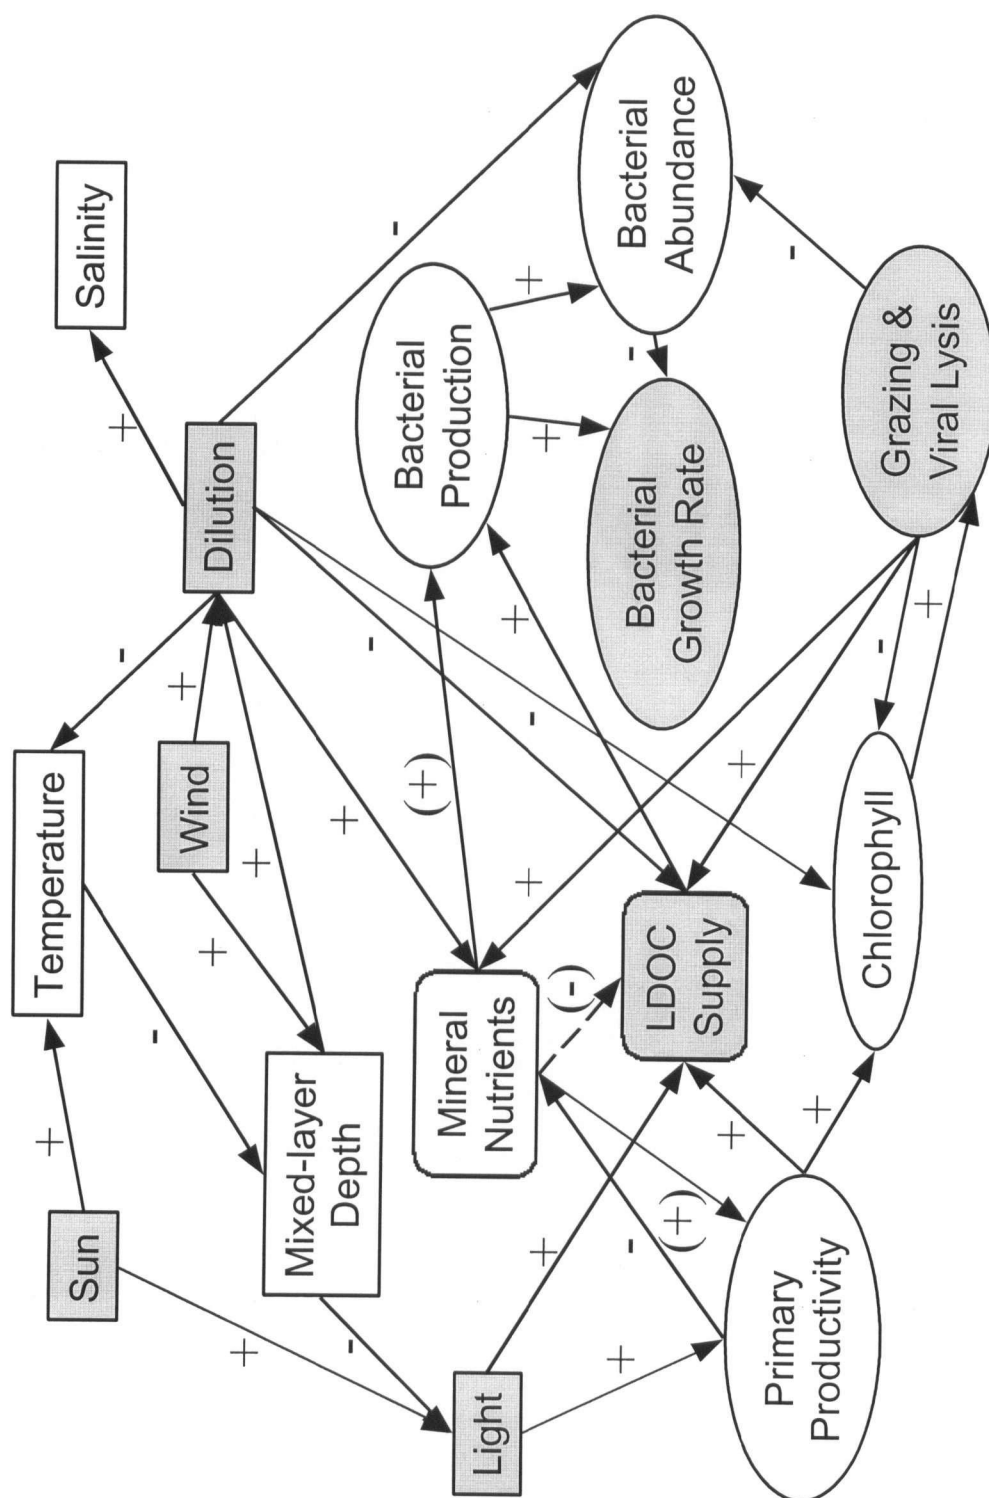 +
Sun
Temperature
Salinity
+
-
-
+
Wind
Dilution
+
+
+
Mixed-layer
Depth
+
-
-
-
(+)
Bacterial
Production
Mineral
Nutrients
Light
+
+
+
-
+
+
(-)
+
-
-
Bacterial
Abundance
Bacterial
Growth Rate
LDOC
Supply
(+)
+
+
Primary
Productivity
-
+
Chlorophyll
-
Grazing &
Viral Lysis
+